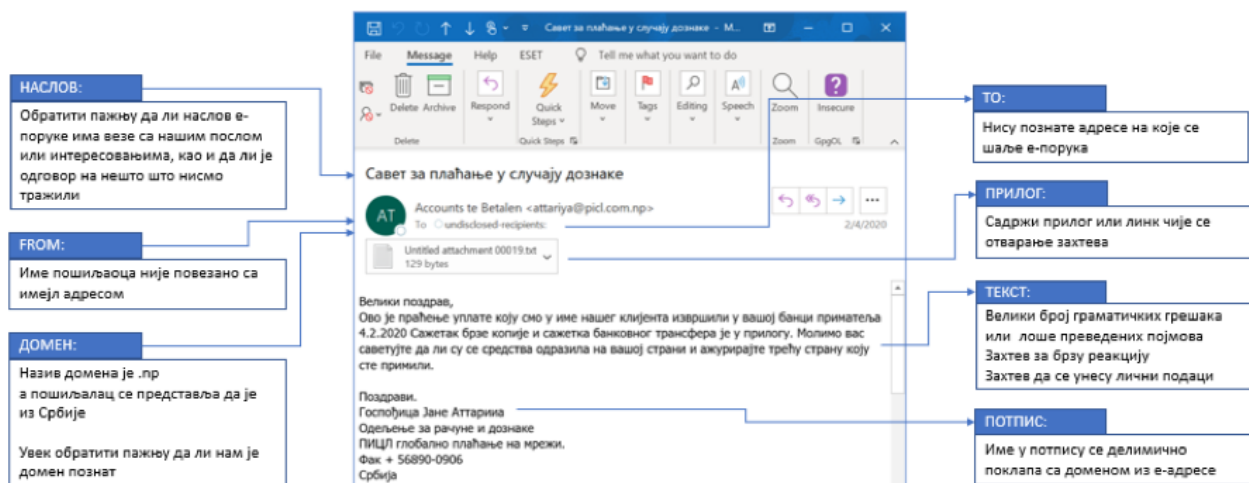 Савет за плаћање у случају дознаке - M...
File Message Help ESET Tell me what you want to do
Delete Archive Respond Quick Steps Move Tags Editing Speech Zoom Insecure
Delete Quick Steps Zoom GpgOL
НАСЛОВ:
Обратити пажњу да ли наслов е-
поруке има везе са нашим послом
или интересовањима, као и да ли је
одговор на нешто што нисмо
тражили
FROM:
Име пошиљаоца није повезано са
имејл адресом
ДОМЕН:
Назив домена је .np
а пошиљалац се представља да је
из Србије
Увек обратити пажњу да ли нам је
домен познат
Савет за плаћање у случају дознаке
AT
Accounts te Betalen <attariya@picl.com.np>
To undisclosed-recipients:
2/4/2020
Untitled attachment 00019.txt
129 bytes
Велики поздрав,
Ово је праћење уплате коју смо у име нашег клијента извршили у вашој банци приматеља
4.2.2020 Сажетак брзе копије и сажетка банковног трансфера је у прилогу. Молимо вас
саветујте да ли су се средства одразила на вашој страни и ажурирајте трећу страну коју
сте примили.
Поздрави.
Госпођица Јане Аттарииа
Одељење за рачуне и дознаке
ПИЦЛ глобално плаћање на мрежи.
Фак + 56890-0906
Србија
TO:
Нису познате адресе на које се
шаље е-порука
ПРИЛОГ:
Садржи прилог или линк чије се
отварање захтева
ТЕКСТ:
Велики број граматичких грешака
или лоше преведених појмова
Захтев за брзу реакцију
Захтев да се унесу лични подаци
ПОТПИС:
Име у потпису се делимично
поклапа са доменом из е-адресе